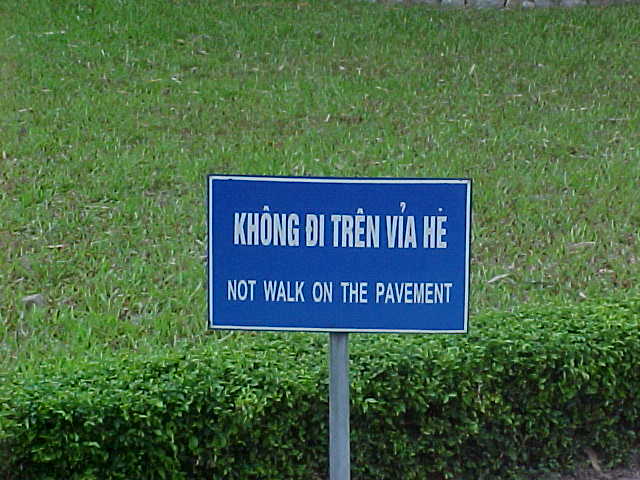 KHÔNG ĐI TRÊN VỈA HÈ
NOT WALK ON THE PAVEMENT